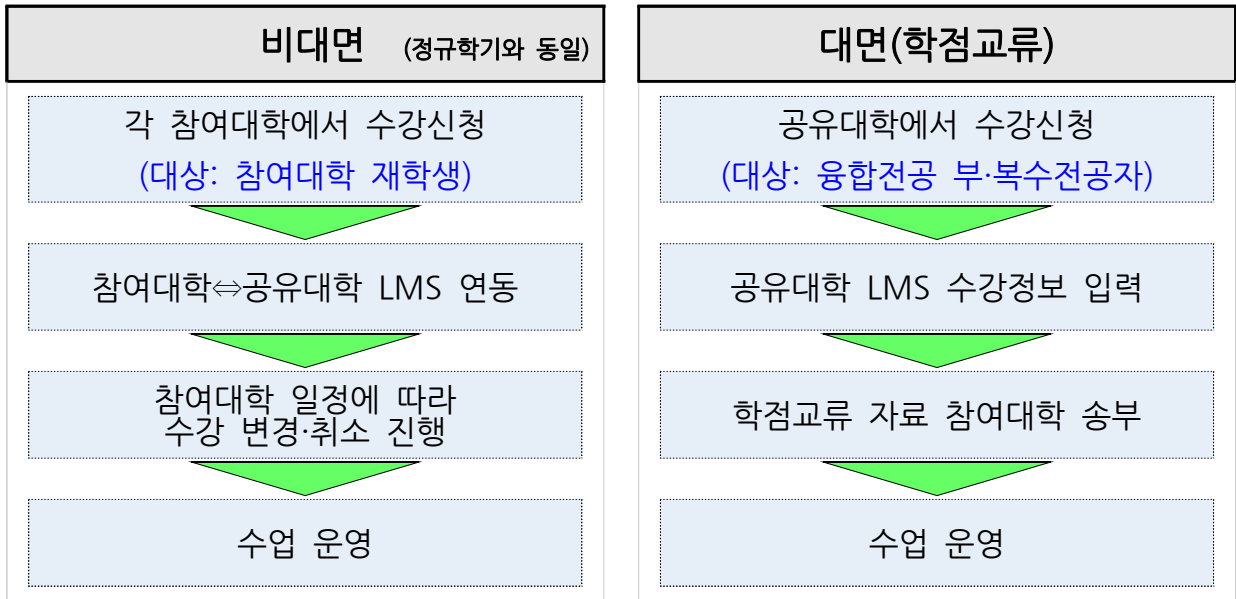 비대면 (정규학기와 동일)
각 참여대학에서 수강신청
(대상: 참여대학 재학생)
참여대학⇔공유대학 LMS 연동
참여대학 일정에 따라
수강 변경·취소 진행
수업 운영
대면(학점교류)
공유대학에서 수강신청
(대상: 융합전공 부·복수전공자)
공유대학 LMS 수강정보 입력
학점교류 자료 참여대학 송부
수업 운영